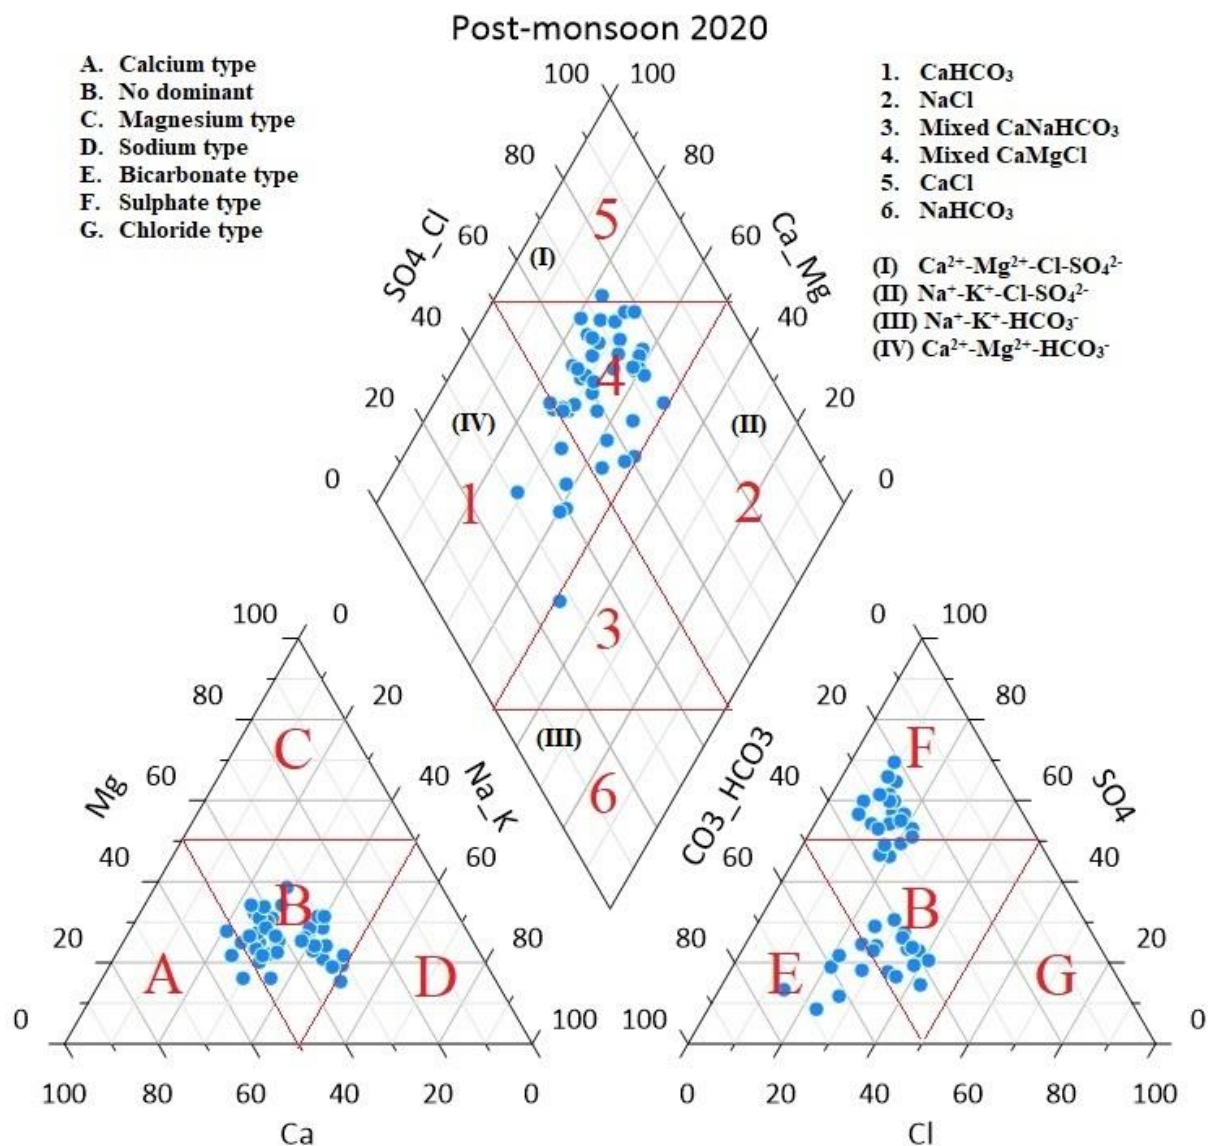 Post-monsoon 2020
A. Calcium type
B. No dominant
C. Magnesium type
D. Sodium type
E. Bicarbonate type
F. Sulphate type
G. Chloride type
1. CaHCO₃
2. NaCl
3. Mixed CaNaHCO₃
4. Mixed CaMgCl
5. CaCl
6. NaHCO₃
(I) Ca²⁺-Mg²⁺-Cl-SO₄²⁻
(II) Na⁺-K⁺-Cl-SO₄²⁻
(III) Na⁺-K⁺-HCO₃⁻
(IV) Ca²⁺-Mg²⁺-HCO₃⁻
100 100
80 80
5
SO4_Cl
Ca_Mg
60 60
(I)
40 40
4
20 20
(IV) (II)
0 0
1 2
3
(III)
6
100 0
80 20
C
Mg
Na_K
60 40
40 60
B
20 80
A D
0 100
100 80 60 40 20 0
Ca
0 100
20 80
F
CO3_HCO3
SO4
40 60
60 40
B
80 20
E G
100 0
0 20 40 60 80 100
Cl